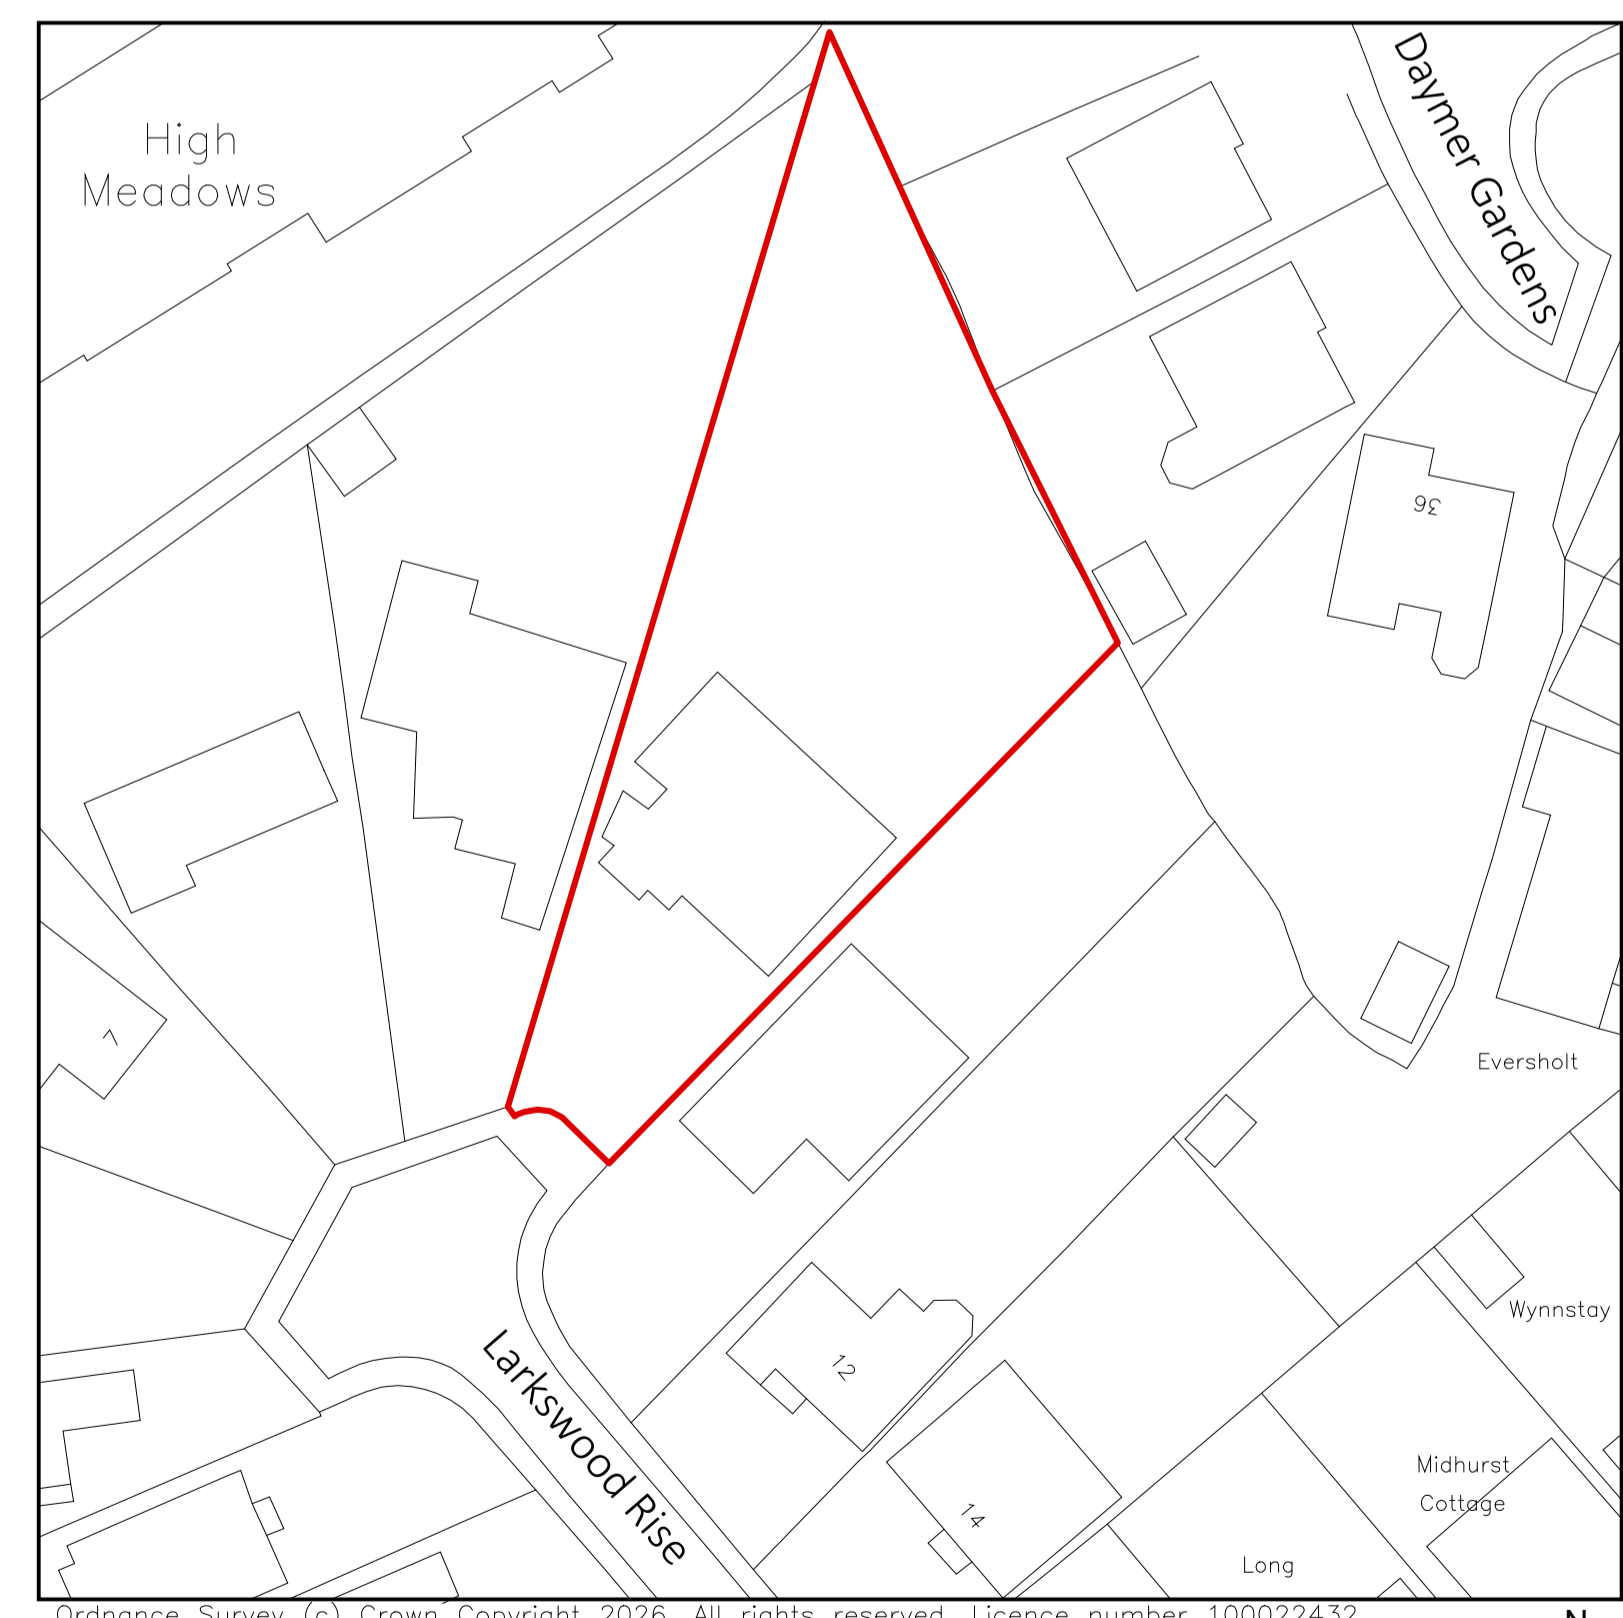 High
Meadows
Daymer Gardens
36
7
Eversholt
Wynnstay
12
Larkswood Rise
14
Midhurst
Cottage
Long
Ordnance Survey (c) Crown Copyright 2026. All rights reserved. Licence number 100022432
N